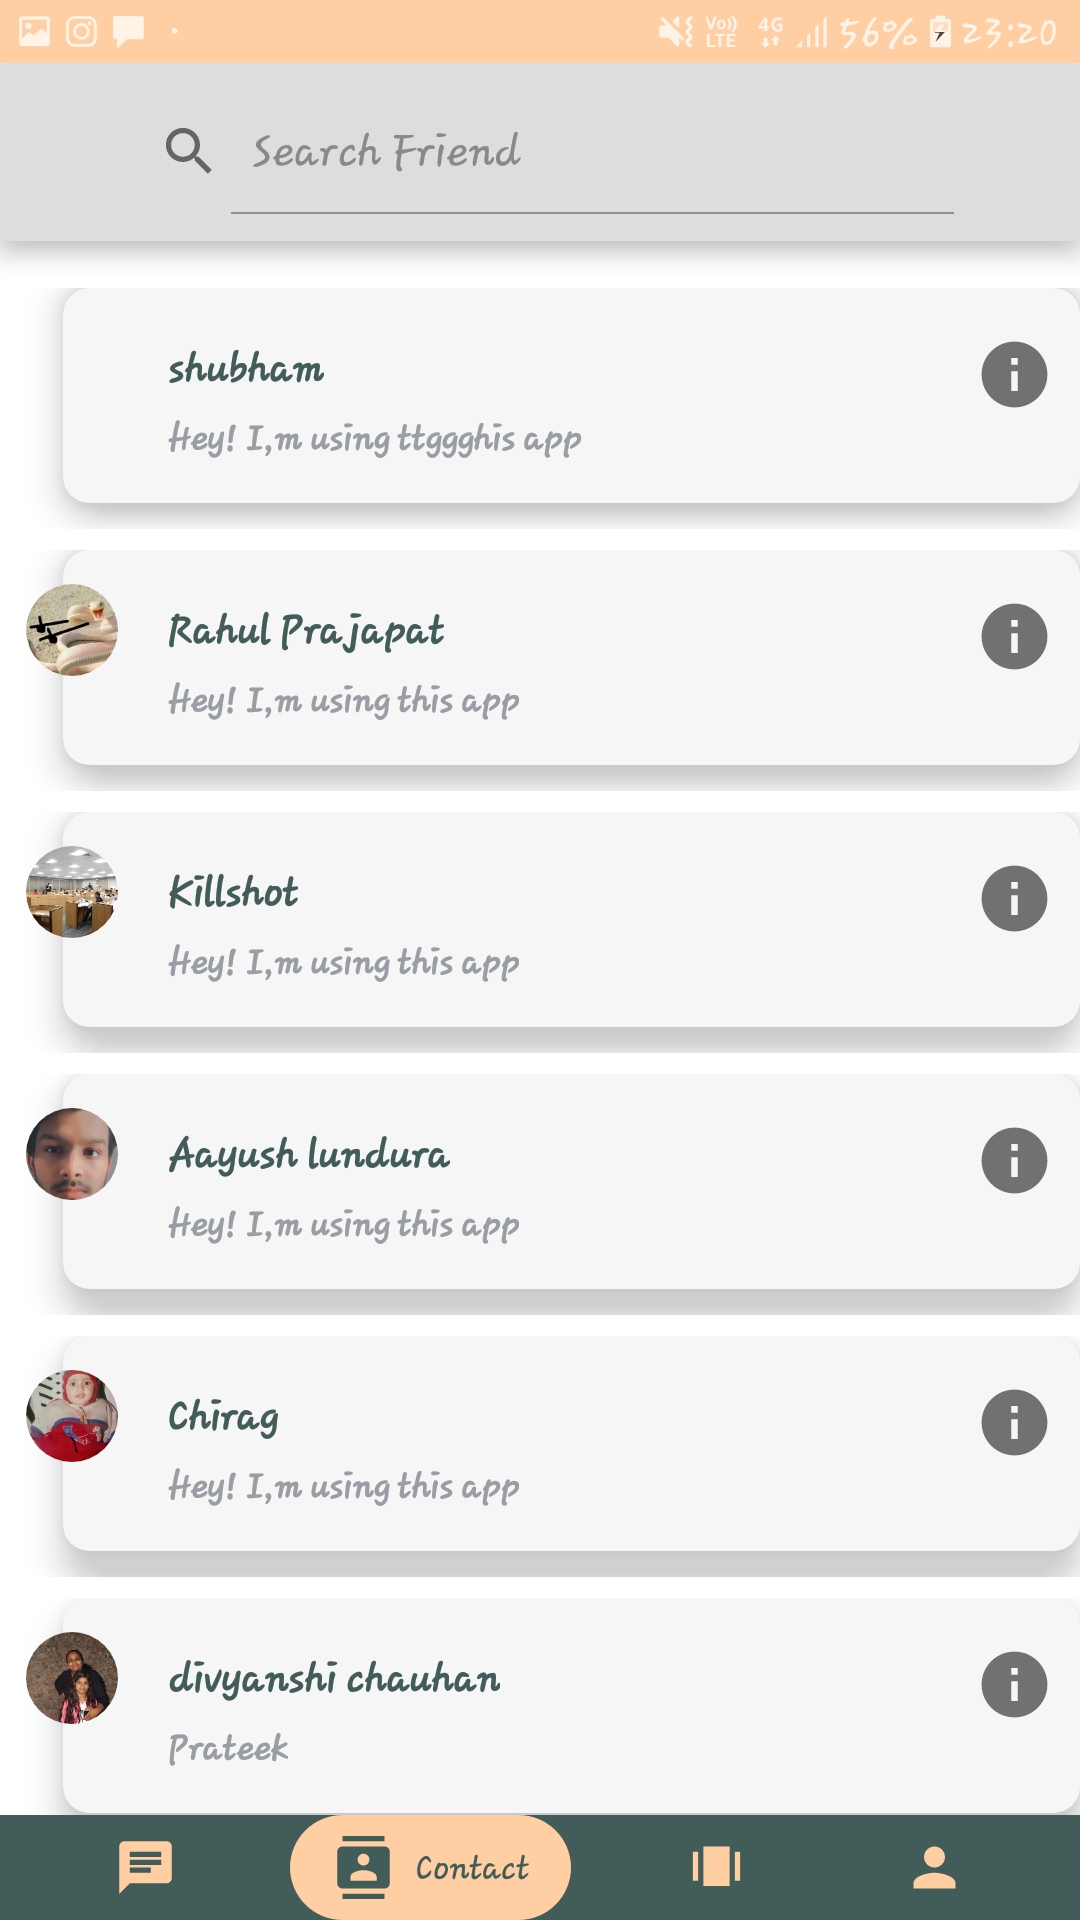 Vo)) LTE 4G 56% 23:20
Search Friend
shubham
Hey! I,m using ttggghis app
Rahul Prajapat
Hey! I,m using this app
Killshot
Hey! I,m using this app
Aayush lundura
Hey! I,m using this app
Chirag
Hey! I,m using this app
divyanshi chauhan
Prateek
Contact